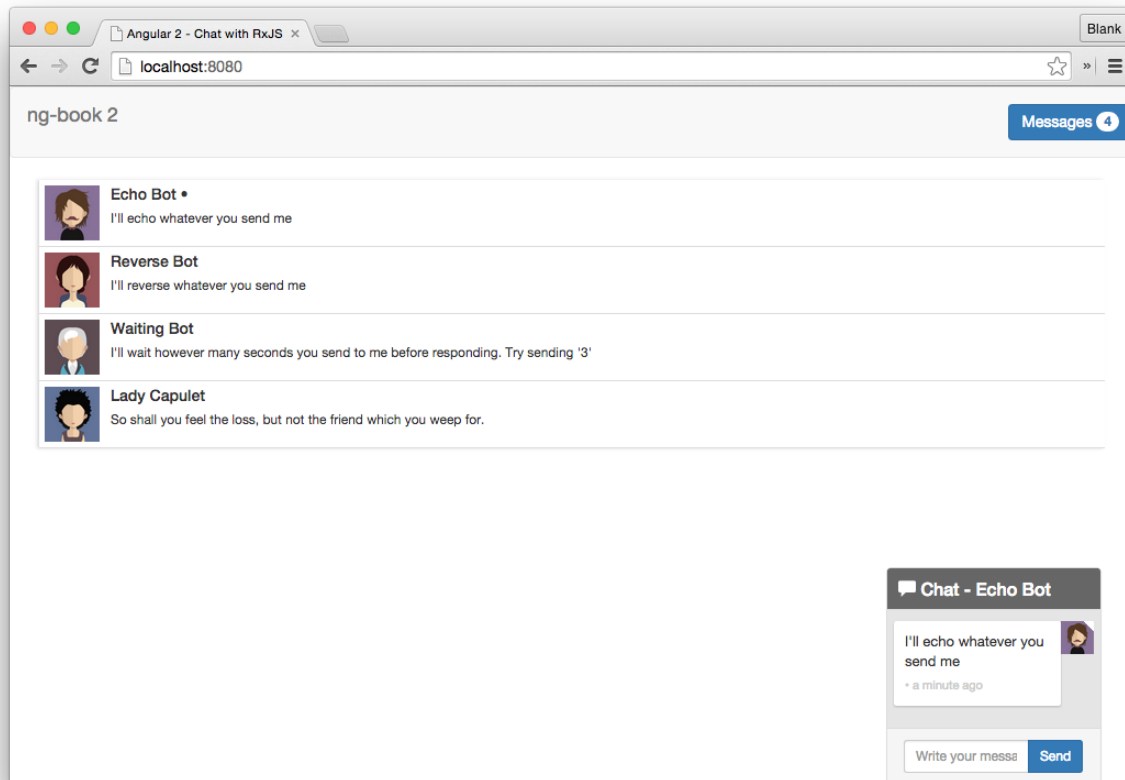 Angular 2 - Chat with RxJS ×
Blank
localhost:8080
»
ng-book 2
Messages 4
Echo Bot •
I'll echo whatever you send me
Reverse Bot
I'll reverse whatever you send me
Waiting Bot
I'll wait however many seconds you send to me before responding. Try sending '3'
Lady Capulet
So shall you feel the loss, but not the friend which you weep for.
Chat - Echo Bot
I'll echo whatever you
send me
• a minute ago
Write your messa
Send